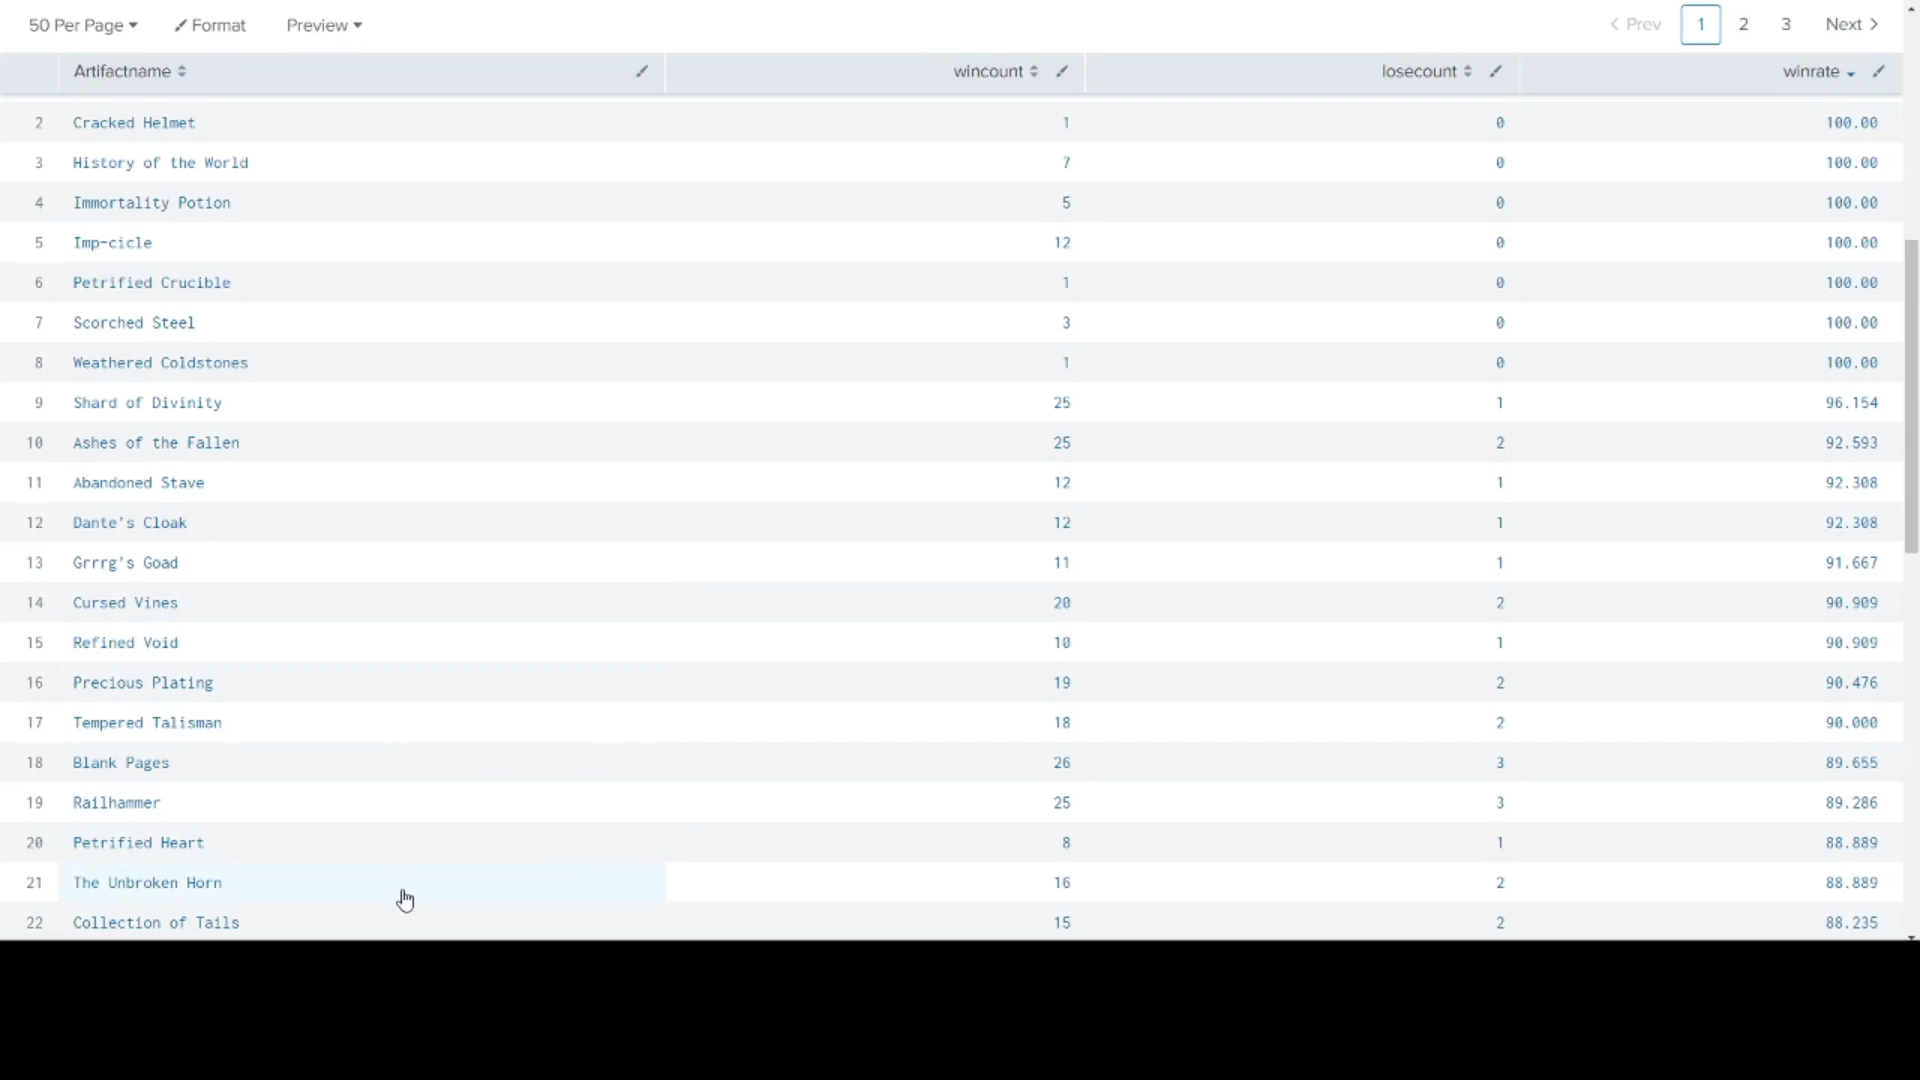 50 Per Page Format Preview Prev 1 2 3 Next
Artifactname wincount losecount winrate
2 Cracked Helmet 1 0 100.00
3 History of the World 7 0 100.00
4 Immortality Potion 5 0 100.00
5 Imp-cicle 12 0 100.00
6 Petrified Crucible 1 0 100.00
7 Scorched Steel 3 0 100.00
8 Weathered Coldstones 1 0 100.00
9 Shard of Divinity 25 1 96.154
10 Ashes of the Fallen 25 2 92.593
11 Abandoned Stave 12 1 92.308
12 Dante's Cloak 12 1 92.308
13 Grrrg's Goad 11 1 91.667
14 Cursed Vines 20 2 90.909
15 Refined Void 10 1 90.909
16 Precious Plating 19 2 90.476
17 Tempered Talisman 18 2 90.000
18 Blank Pages 26 3 89.655
19 Railhammer 25 3 89.286
20 Petrified Heart 8 1 88.889
21 The Unbroken Horn 16 2 88.889
22 Collection of Tails 15 2 88.235